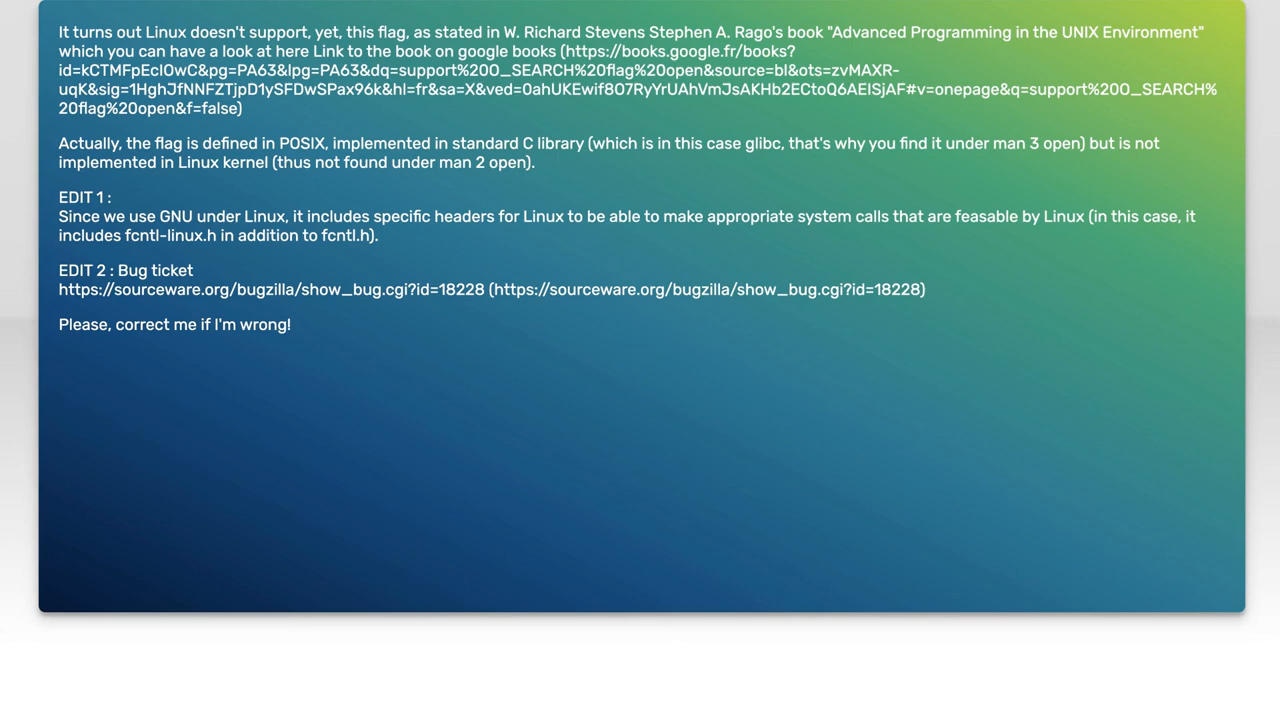 It turns out Linux doesn't support, yet, this flag, as stated in W. Richard Stevens Stephen A. Rago's book "Advanced Programming in the UNIX Environment"
which you can have a look at here Link to the book on google books (https://books.google.fr/books?
id=kCTMFpEcIOwC&pg=PA63&lpg=PA63&dq=support%20O_SEARCH%20flag%20open&source=bl&ots=zvMAXR-
uqK&sig=1HghJfNNFZTjpD1ySFDwSPax96k&hl=fr&sa=X&ved=0ahUKEwif8O7RyYrUAhVmJsAKHb2ECtoQ6AEISjAF#v=onepage&q=support%20O_SEARCH%
20flag%20open&f=false)
Actually, the flag is defined in POSIX, implemented in standard C library (which is in this case glibc, that's why you find it under man 3 open) but is not
implemented in Linux kernel (thus not found under man 2 open).
EDIT 1 :
Since we use GNU under Linux, it includes specific headers for Linux to be able to make appropriate system calls that are feasable by Linux (in this case, it
includes fcntl-linux.h in addition to fcntl.h).
EDIT 2 : Bug ticket
https://sourceware.org/bugzilla/show_bug.cgi?id=18228 (https://sourceware.org/bugzilla/show_bug.cgi?id=18228)
Please, correct me if I'm wrong!